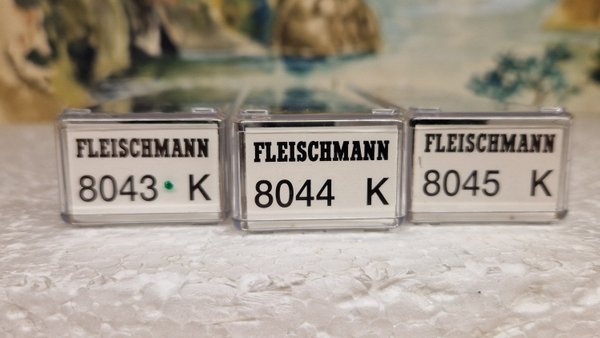 FLEISCHMANN
8043 K
FLEISCHMANN
8044 K
FLEISCHMANN
8045 K